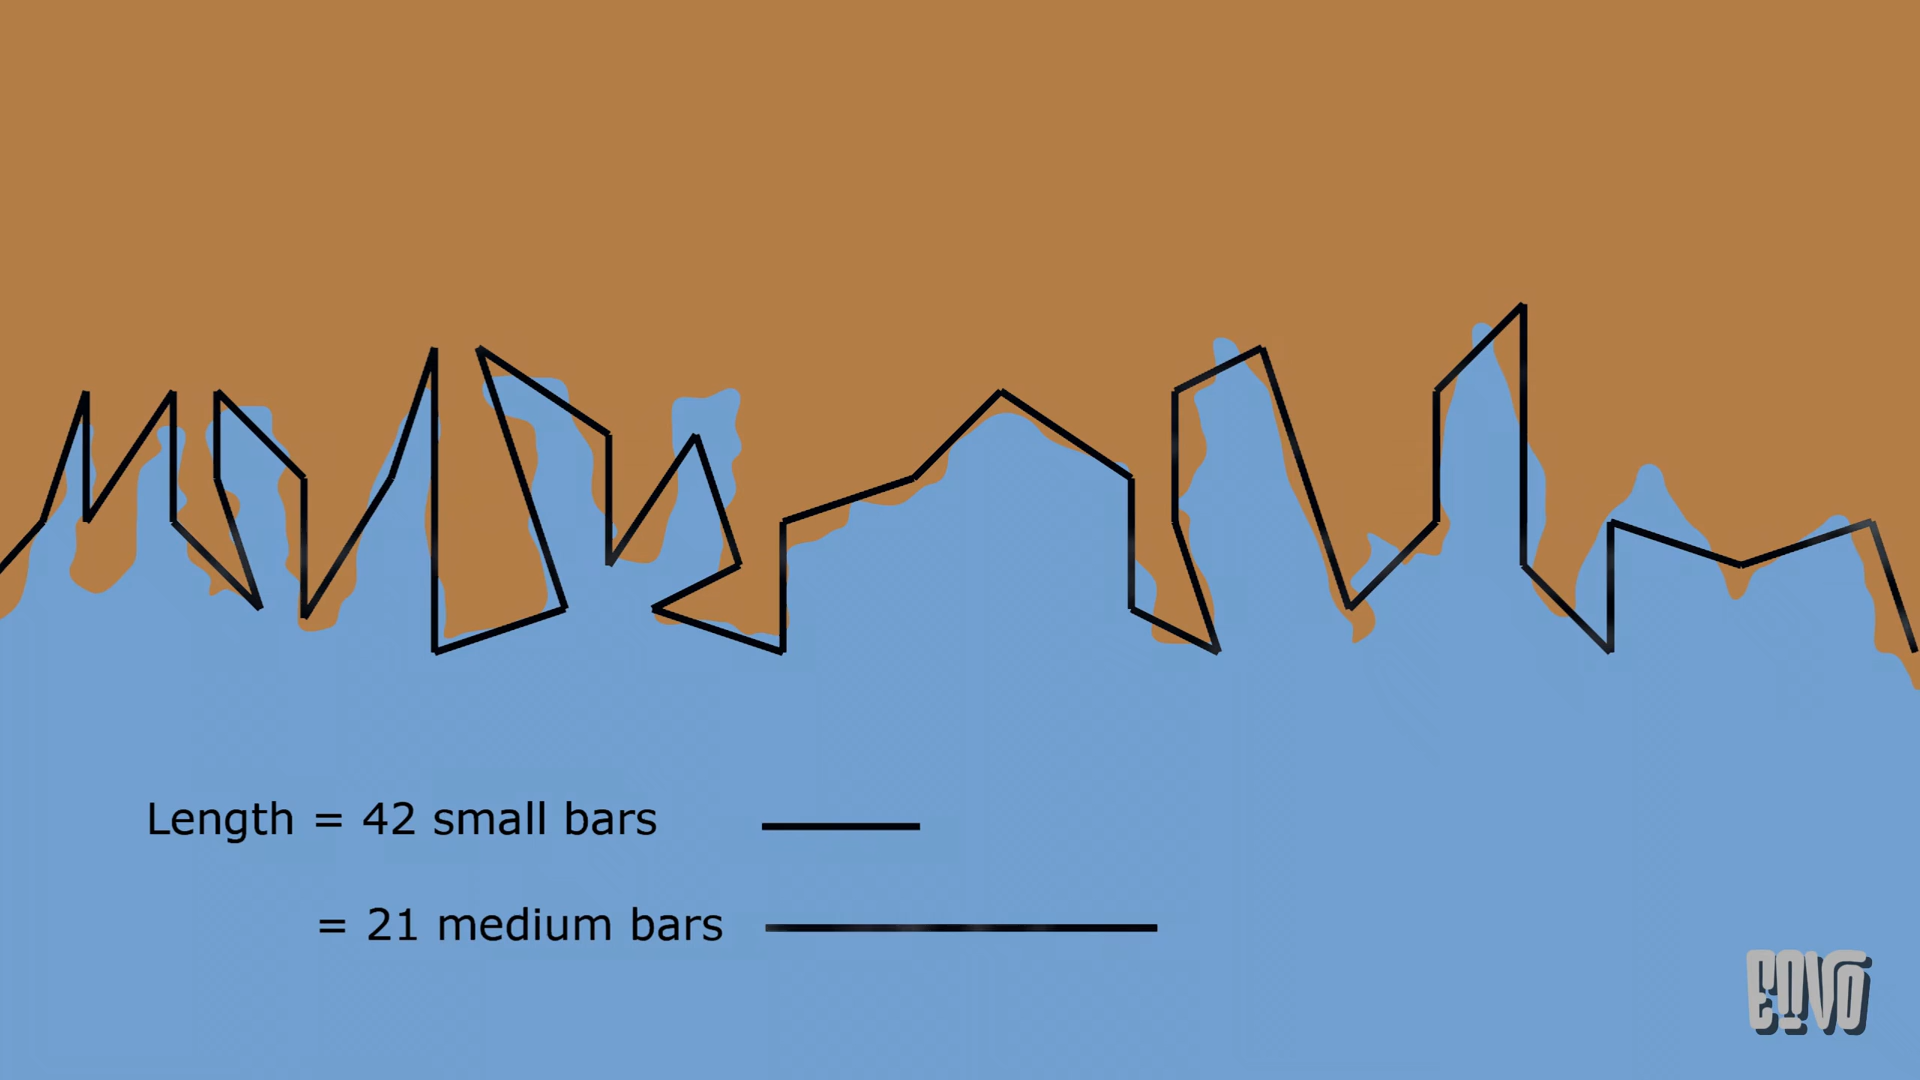 Length = 42 small bars
= 21 medium bars